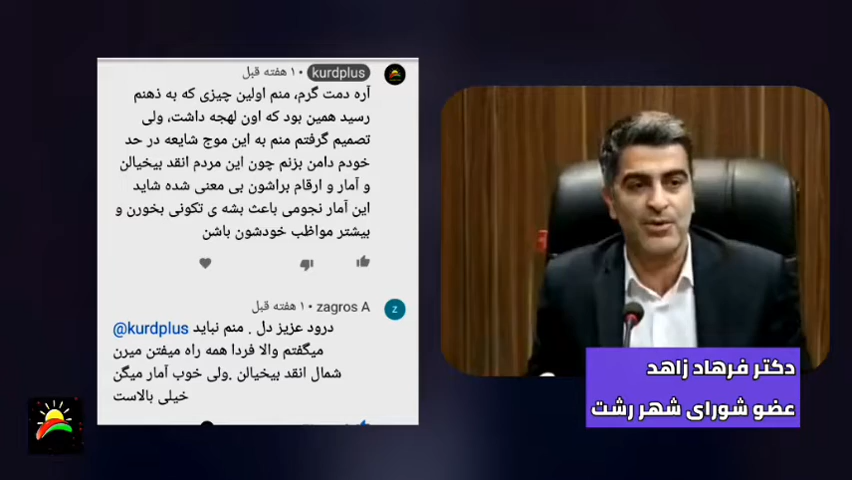 kurdplus • ۱ هفته قبل
آره دمت گرم، منم اولین چیزی که به ذهنم
رسید همین بود که اون لهجه داشت، ولی
تصمیم گرفتم منم به این موج شایعه در حد
خودم دامن بزنم چون این مردم انقد بیخیالن
و آمار و ارقام براشون بی معنی شده شاید
این آمار نجومی باعث بشه ی تکونی بخورن و
بیشتر مواظب خودشون باشن
zagros A • ۱ هفته قبل
z
@kurdplus درود عزیز دل . منم نباید
میگفتم والا فردا همه راه میفتن میرن
شمال انقد بیخیالن .ولی خوب آمار میگن
خیلی بالاست
دکتر فرهاد زاهد
عضو شورای شهر رشت